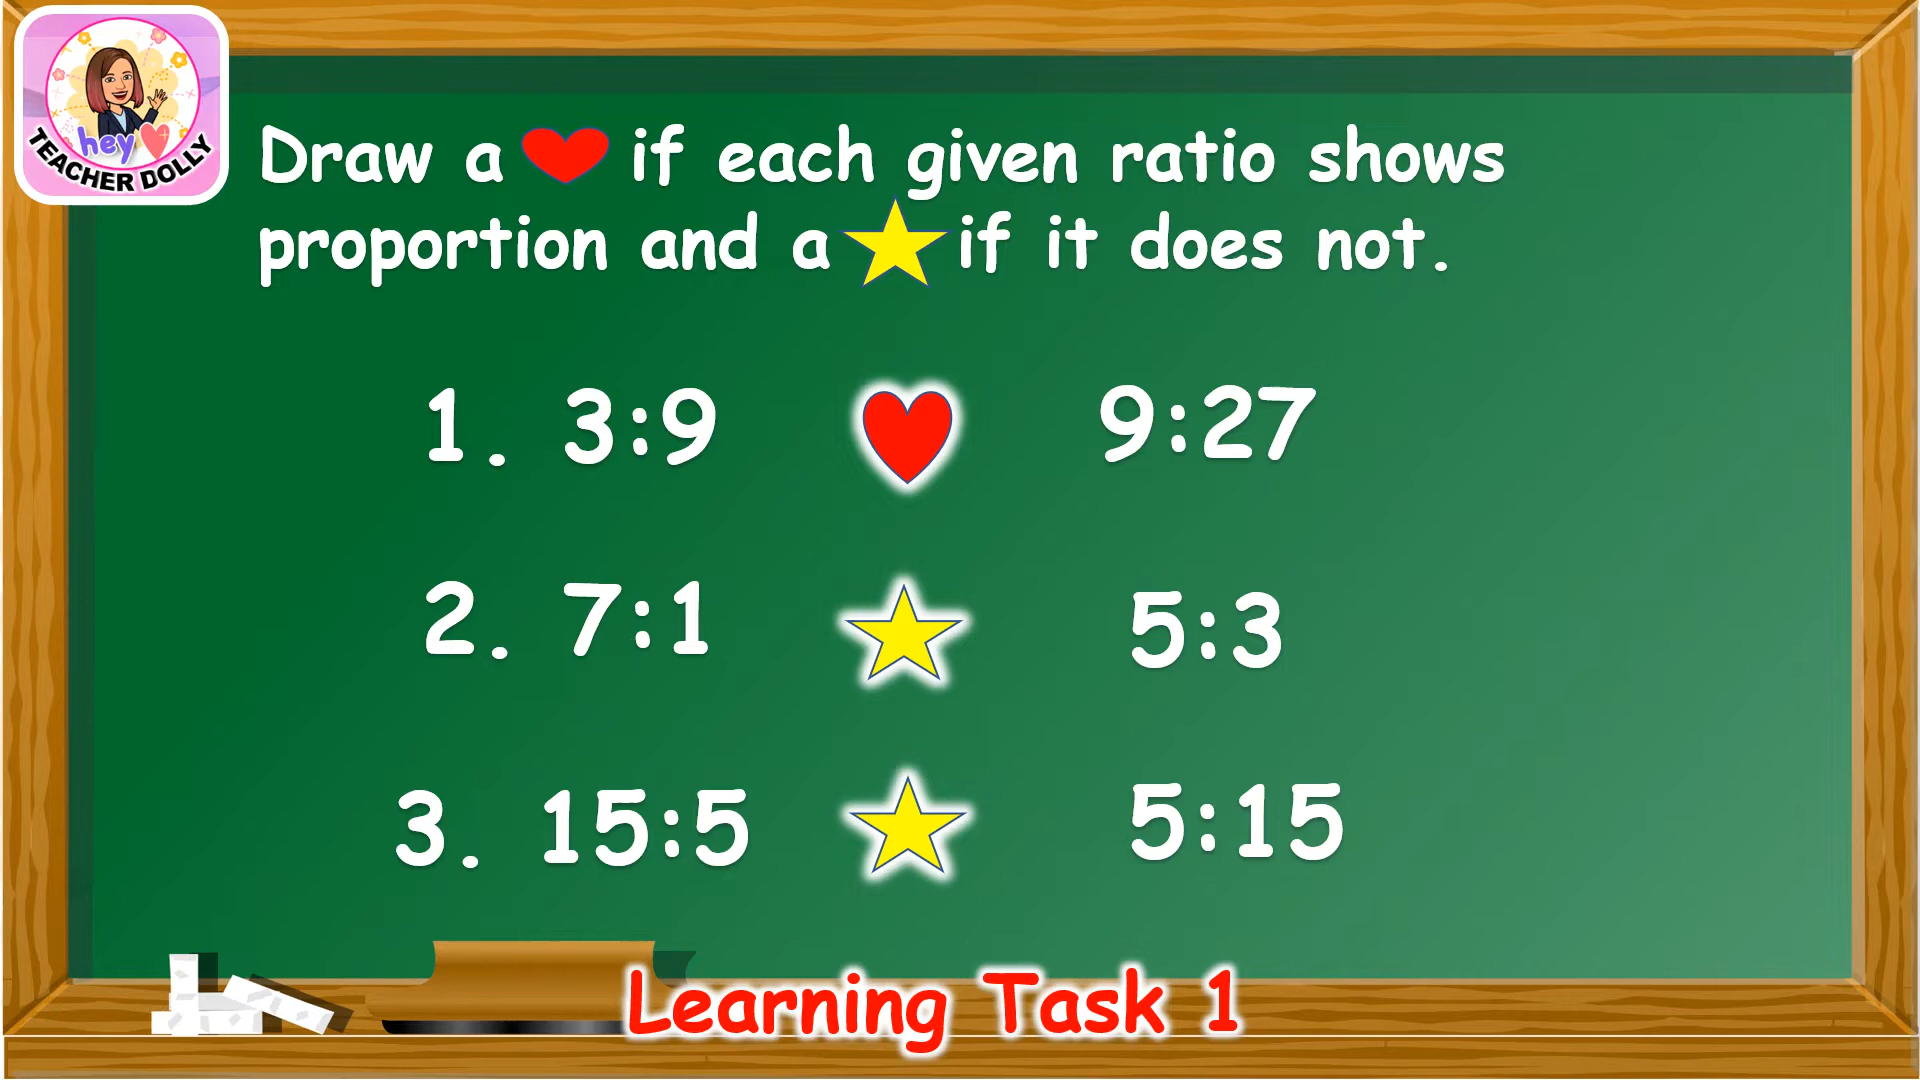 hey
TEACHER DOLLY
Draw a if each given ratio shows
proportion and a if it does not.
1. 3:9 9:27
2. 7:1 5:3
3. 15:5 5:15
Learning Task 1